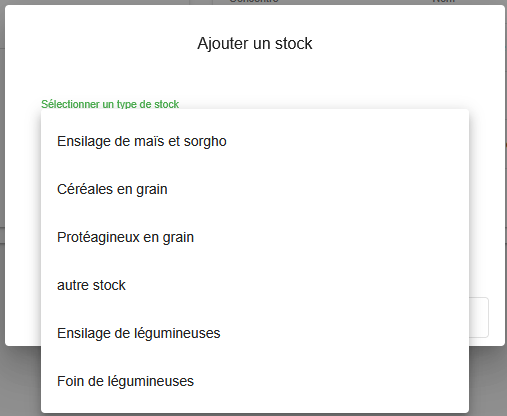 Ajouter un stock
Sélectionner un type de stock
Ensilage de maïs et sorgho
Céréales en grain
Protéagineux en grain
autre stock
Ensilage de légumineuses
Foin de légumineuses